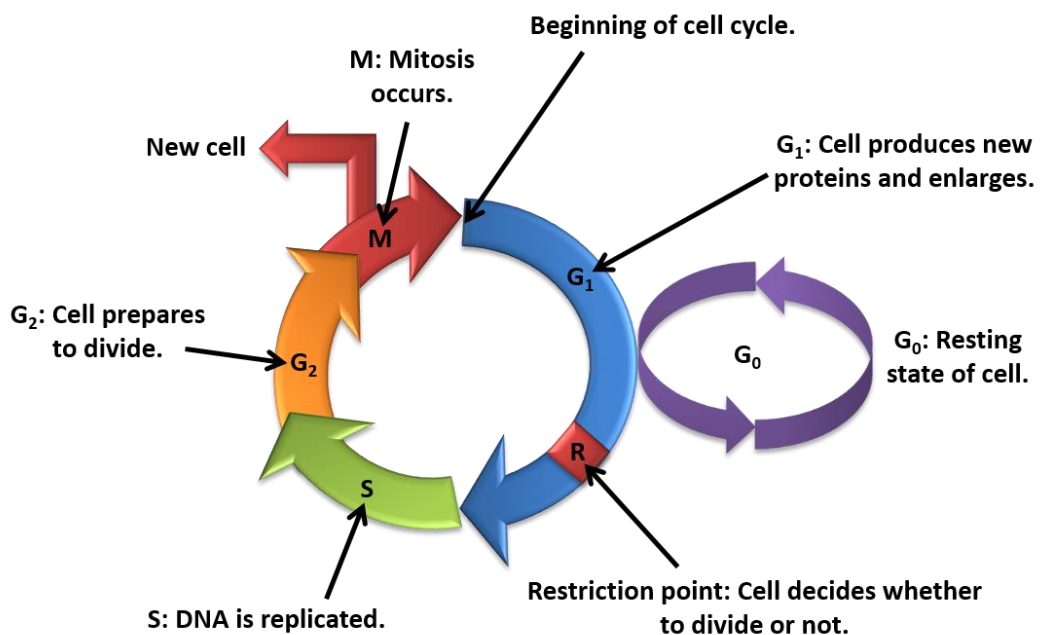 Beginning of cell cycle.
M: Mitosis
occurs.
New cell
G₁: Cell produces new
proteins and enlarges.
M
G₁
G₂: Cell prepares
to divide.
G₂
G₀
G₀: Resting
state of cell.
R
S
Restriction point: Cell decides whether
to divide or not.
S: DNA is replicated.